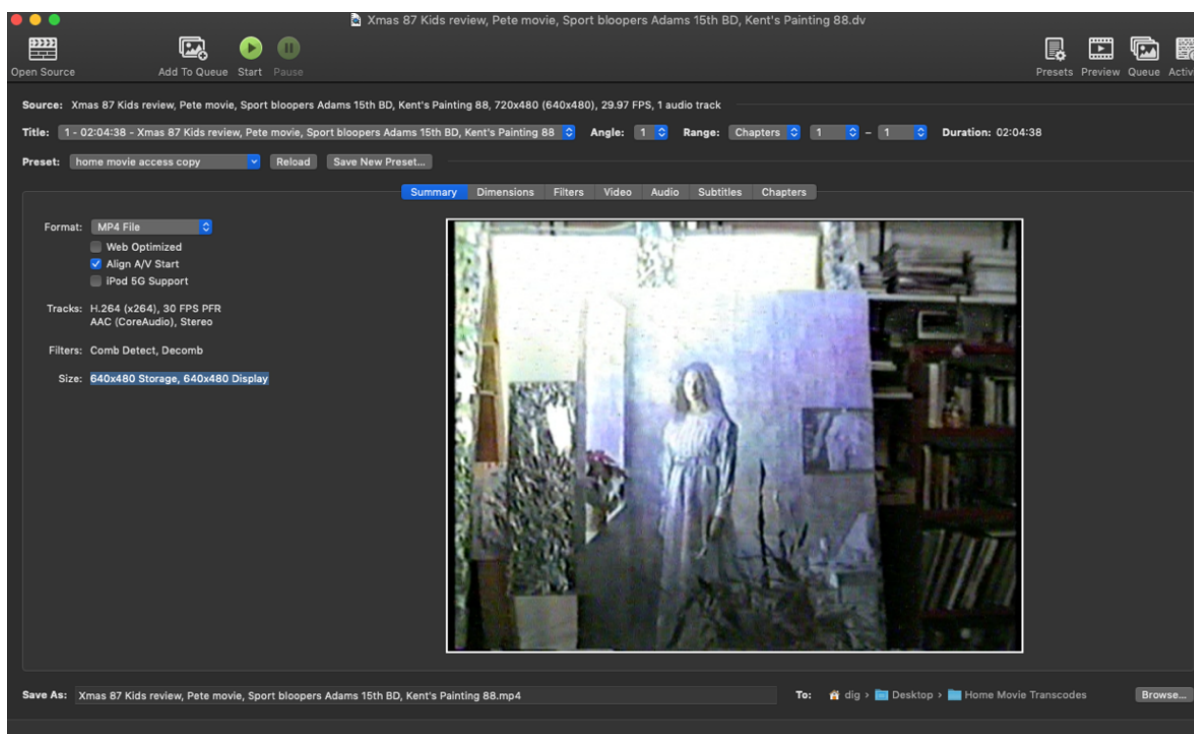 Xmas 87 Kids review, Pete movie, Sport bloopers Adams 15th BD, Kent's Painting 88.dv
Open Source Add To Queue Start Pause Presets Preview Queue Activ
Source: Xmas 87 Kids review, Pete movie, Sport bloopers Adams 15th BD, Kent's Painting 88, 720x480 (640x480), 29.97 FPS, 1 audio track
Title: 1 - 02:04:38 - Xmas 87 Kids review, Pete movie, Sport bloopers Adams 15th BD, Kent's Painting 88 Angle: 1 Range: Chapters 1 - 1 Duration: 02:04:38
Preset: home movie access copy Reload Save New Preset...
Summary Dimensions Filters Video Audio Subtitles Chapters
Format: MP4 File
Web Optimized
Align A/V Start
iPod 5G Support
Tracks: H.264 (x264), 30 FPS PFR
AAC (CoreAudio), Stereo
Filters: Comb Detect, Decomb
Size: 640x480 Storage, 640x480 Display
Save As: Xmas 87 Kids review, Pete movie, Sport bloopers Adams 15th BD, Kent's Painting 88.mp4 To: dig › Desktop › Home Movie Transcodes Browse...